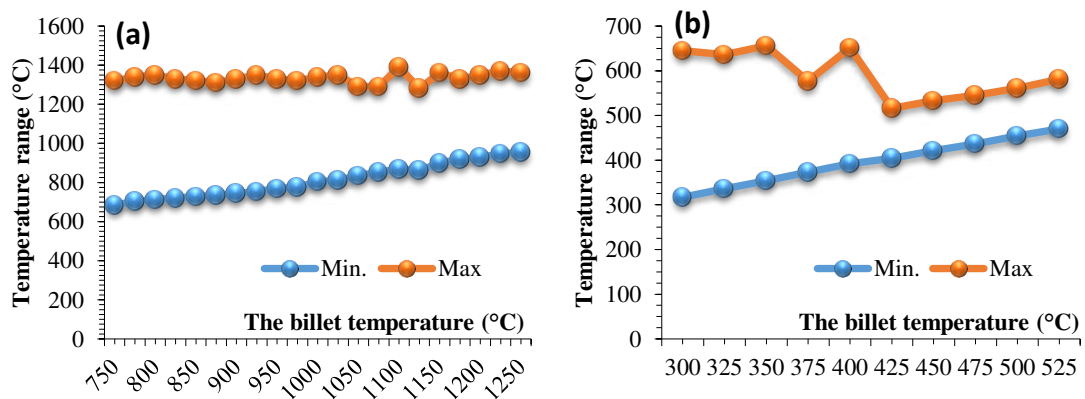 (a)
Temperature range (°C)
1600
1400
1200
1000
800
600
400
200
0
Min.
Max
The billet temperature (°C)
750
800
850
900
950
1000
1050
1100
1150
1200
1250
(b)
Temperature range (°C)
700
600
500
400
300
200
100
0
Min.
Max
The billet temperature (°C)
300 325 350 375 400 425 450 475 500 525